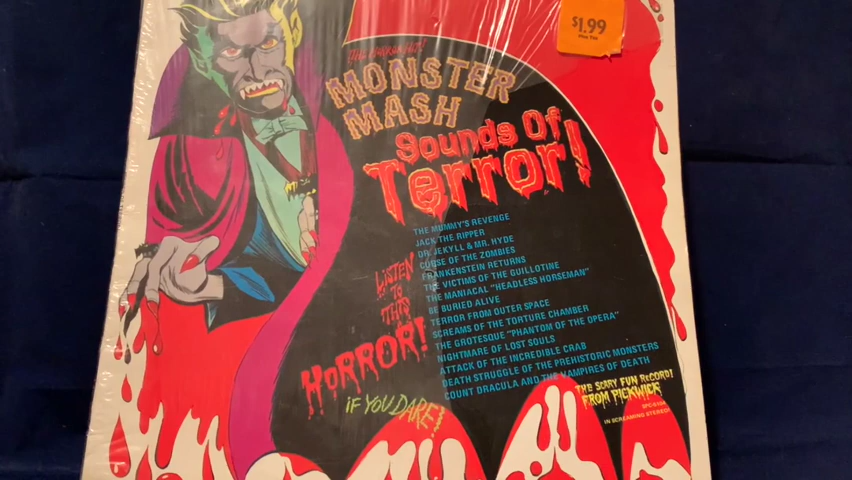 $1.99
Plus Tax
MONSTER
MASH
Sounds Of
Terror!
THE MUMMY'S REVENGE
JACK THE RIPPER
DR. JEKYLL & MR. HYDE
CURSE OF THE ZOMBIES
FRANKENSTEIN RETURNS
THE VICTIMS OF THE GUILLOTINE
THE MANIACAL "HEADLESS HORSEMAN"
BE BURIED ALIVE
TERROR FROM OUTER SPACE
SCREAMS OF THE TORTURE CHAMBER
THE GROTESQUE "PHANTOM OF THE OPERA"
NIGHTMARE OF LOST SOULS
ATTACK OF THE INCREDIBLE CRAB
DEATH STRUGGLE OF THE PREHISTORIC MONSTERS
COUNT DRACULA AND THE VAMPIRES OF DEATH
LISTEN
TO
THIS
HORROR!
IF YOU DARE!
THE SCARY FUN RECORD!
FROM PICKWICK
IN SCREAMING STEREO!